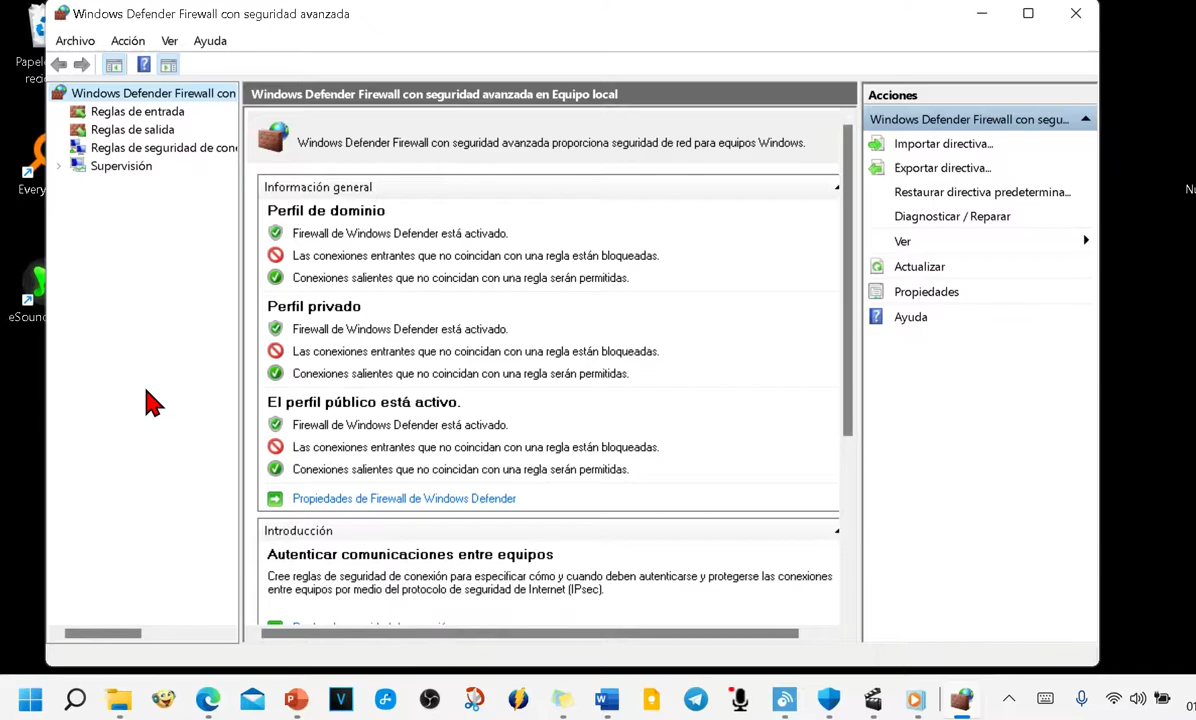 Windows Defender Firewall con seguridad avanzada
Archivo Acción Ver Ayuda
Windows Defender Firewall con
Reglas de entrada
Reglas de salida
Reglas de seguridad de con
Supervisión
Windows Defender Firewall con seguridad avanzada en Equipo local
Windows Defender Firewall con seguridad avanzada proporciona seguridad de red para equipos Windows.
Información general
Perfil de dominio
Firewall de Windows Defender está activado.
Las conexiones entrantes que no coincidan con una regla están bloqueadas.
Conexiones salientes que no coincidan con una regla serán permitidas.
Perfil privado
Firewall de Windows Defender está activado.
Las conexiones entrantes que no coincidan con una regla están bloqueadas.
Conexiones salientes que no coincidan con una regla serán permitidas.
El perfil público está activo.
Firewall de Windows Defender está activado.
Las conexiones entrantes que no coincidan con una regla están bloqueadas.
Conexiones salientes que no coincidan con una regla serán permitidas.
Propiedades de Firewall de Windows Defender
Introducción
Autenticar comunicaciones entre equipos
Cree reglas de seguridad de conexión para especificar cómo y cuando deben autenticarse y protegerse las conexiones
entre equipos por medio del protocolo de seguridad de Internet (IPsec).
Acciones
Windows Defender Firewall con segu...
Importar directiva...
Exportar directiva...
Restaurar directiva predetermina...
Diagnosticar / Reparar
Ver
Actualizar
Propiedades
Ayuda
Papel
reci
Every
eSoun
Nu
01